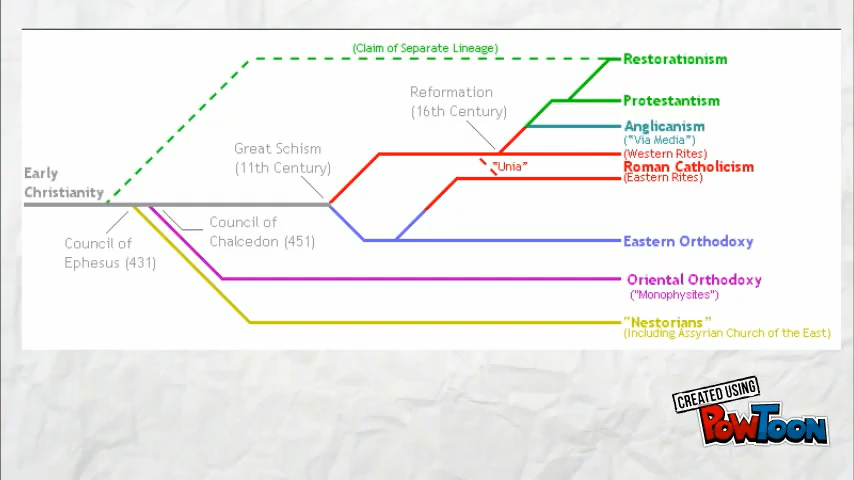 (Claim of Separate Lineage)
Restorationism
Reformation
(16th Century)
Protestantism
Anglicanism
("Via Media")
Great Schism
(11th Century)
(Western Rites)
"Unia"
Roman Catholicism
(Eastern Rites)
Early
Christianity
Council of
Ephesus (431)
Council of
Chalcedon (451)
Eastern Orthodoxy
Oriental Orthodoxy
("Monophysites")
"Nestorians"
(Including Assyrian Church of the East)
CREATED USING
POWTOON